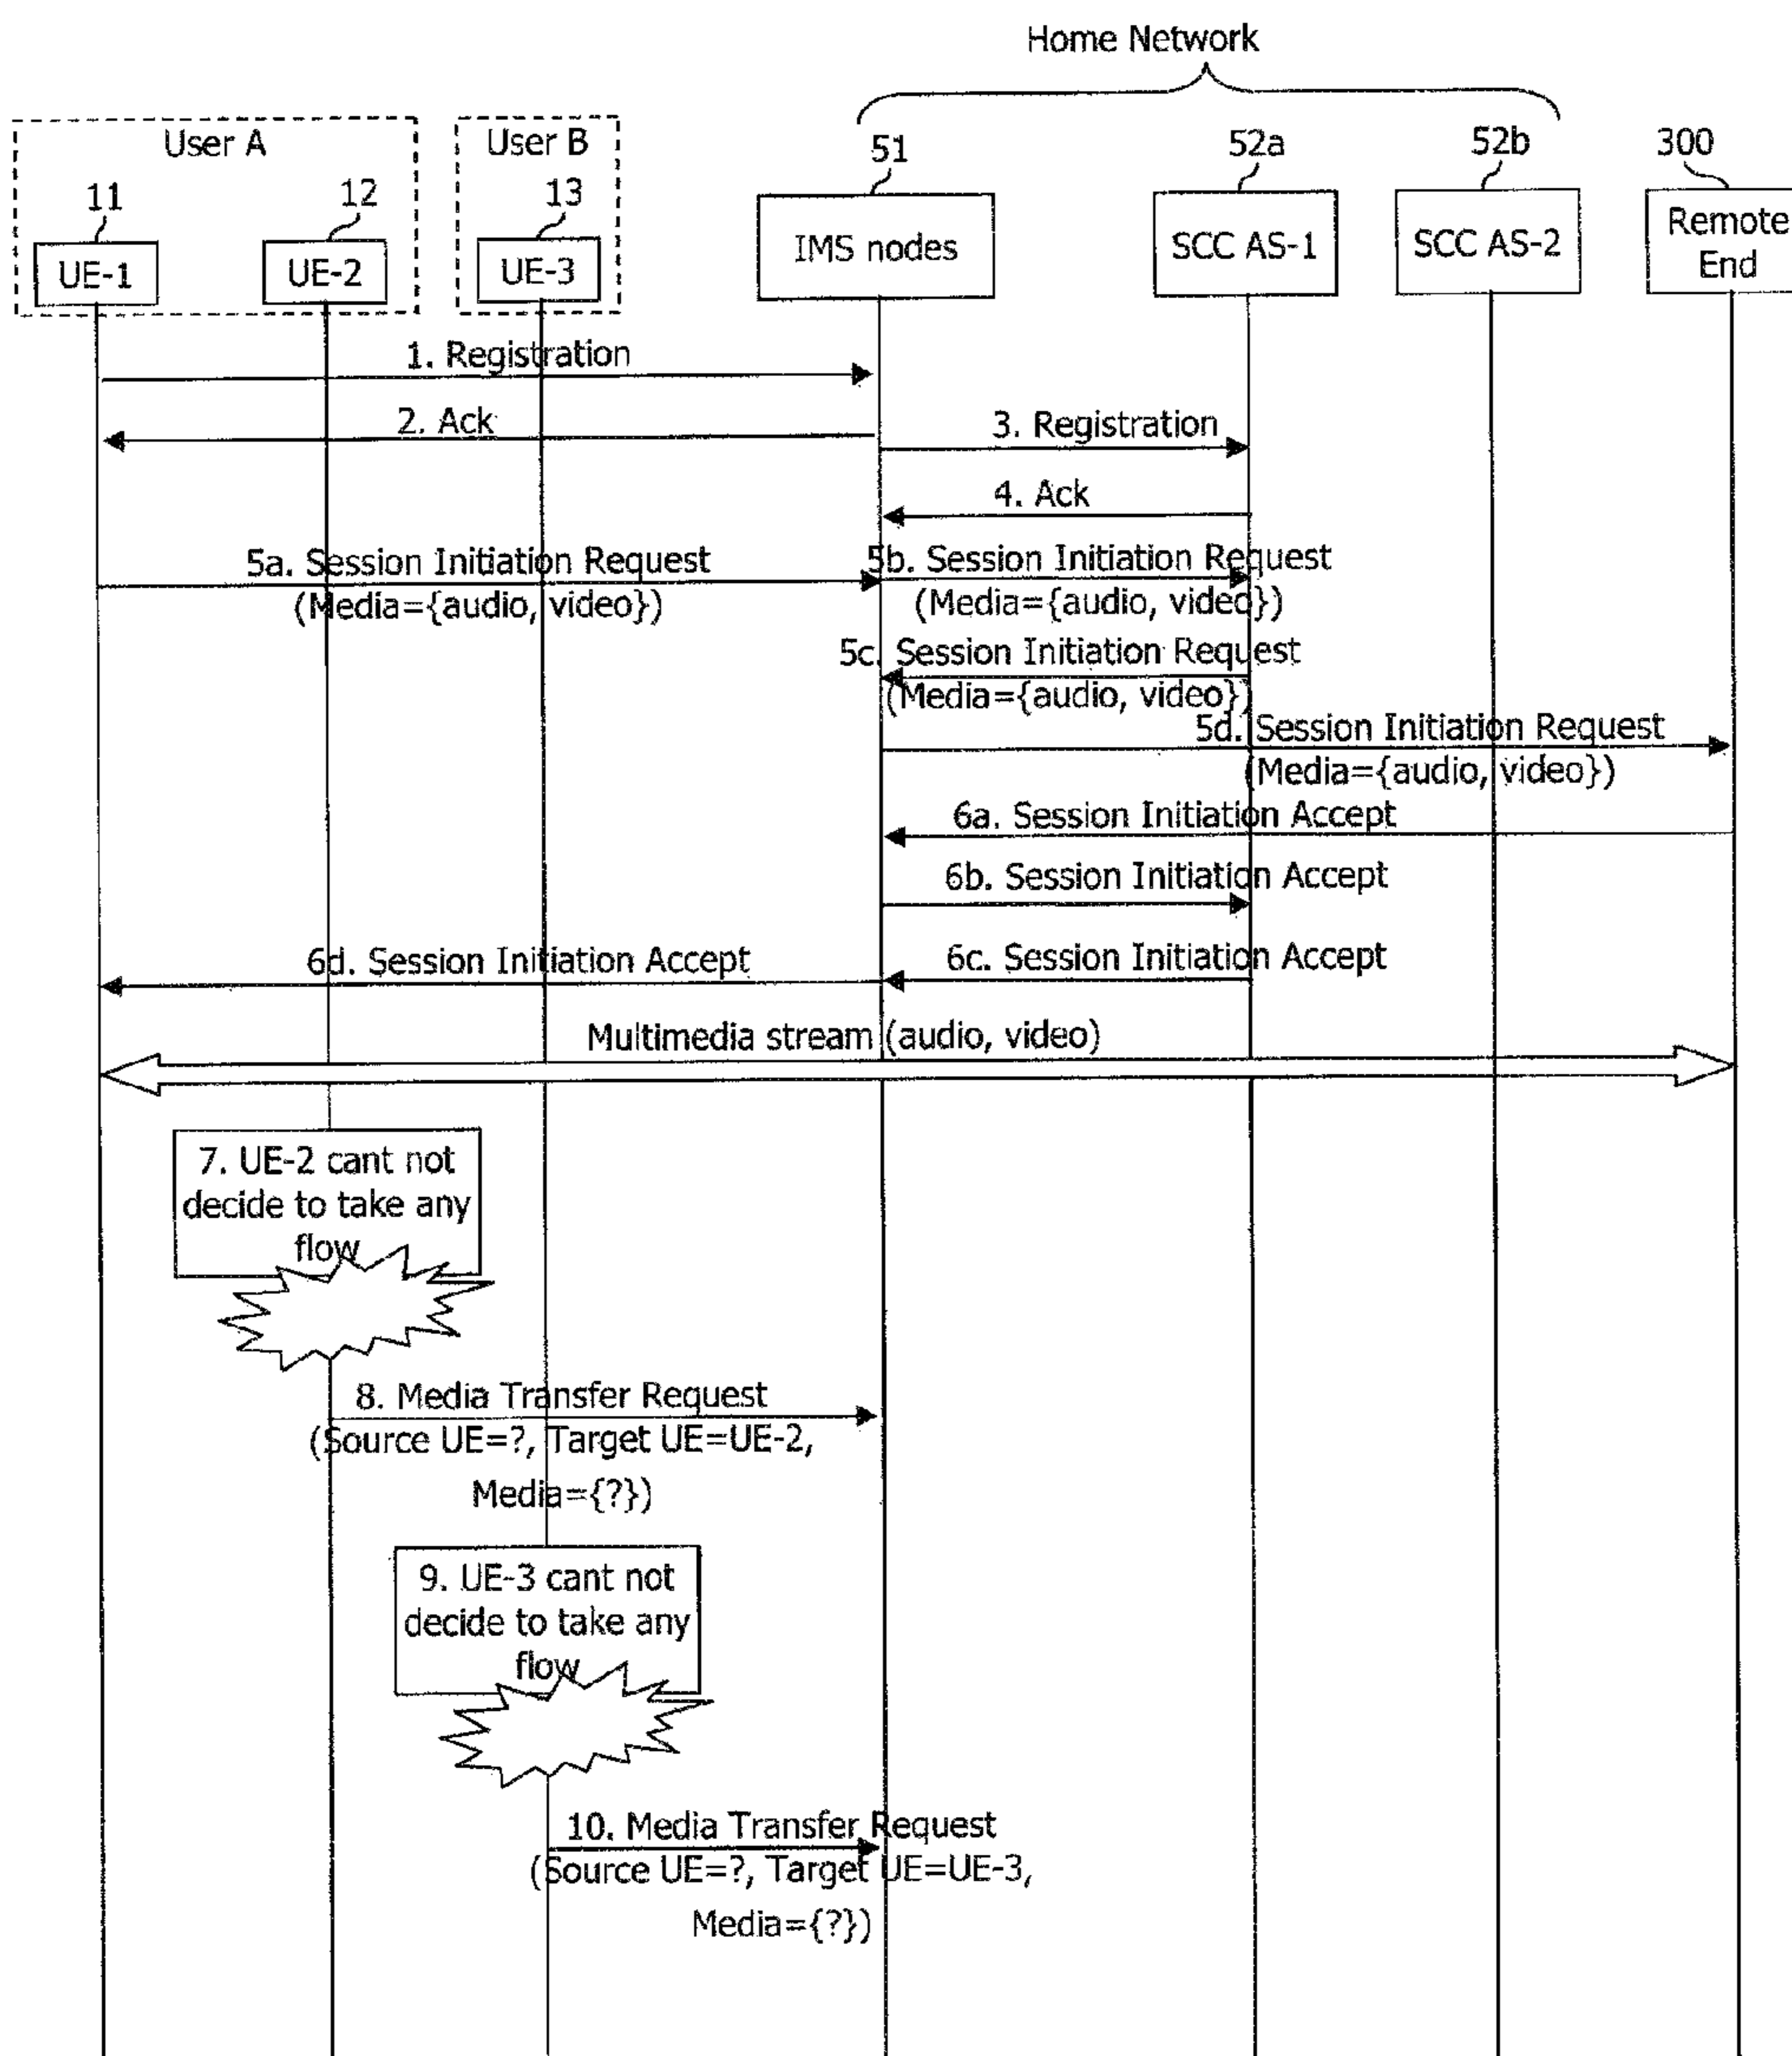 Home Network
User A
User B
51
52a
52b
300
11
12
13
UE-1
UE-2
UE-3
IMS nodes
SCC AS-1
SCC AS-2
Remote
End
1. Registration
2. Ack
3. Registration
4. Ack
5a. Session Initiation Request
(Media={audio, video})
5b. Session Initiation Request
(Media={audio, video})
5c. Session Initiation Request
(Media={audio, video})
5d. Session Initiation Request
(Media={audio, video})
6a. Session Initiation Accept
6b. Session Initiation Accept
6d. Session Initiation Accept
6c. Session Initiation Accept
Multimedia stream (audio, video)
7. UE-2 cant not
decide to take any
flow
8. Media Transfer Request
(Source UE=?, Target UE=UE-2,
Media={?})
9. UE-3 cant not
decide to take any
flow
10. Media Transfer Request
(Source UE=?, Target UE=UE-3,
Media={?})